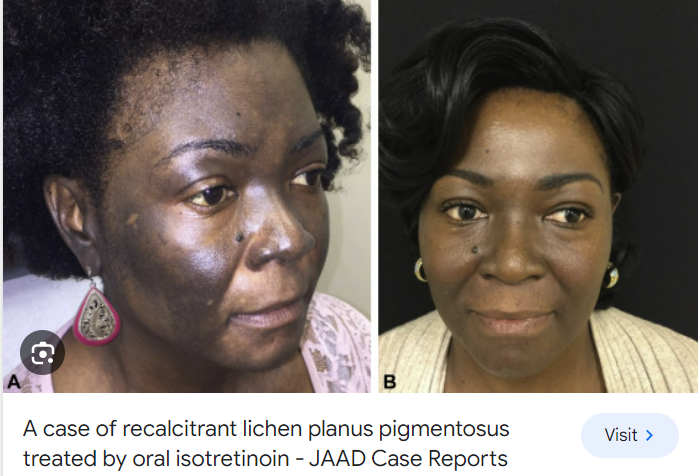 A
B
A case of recalcitrant lichen planus pigmentosus
treated by oral isotretinoin - JAAD Case Reports
Visit